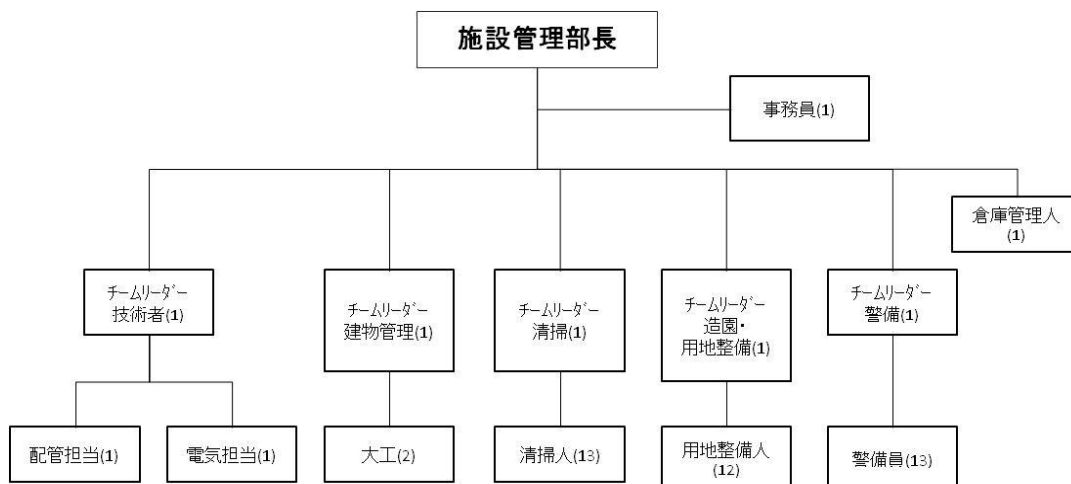 施設管理部長
事務員(1)
倉庫管理人
(1)
ﾁｰﾑﾘｰﾀﾞｰ
技術者(1)
ﾁｰﾑﾘｰﾀﾞｰ
建物管理(1)
ﾁｰﾑﾘｰﾀﾞｰ
清掃(1)
ﾁｰﾑﾘｰﾀﾞｰ
造園・
用地整備(1)
ﾁｰﾑﾘｰﾀﾞｰ
警備(1)
配管担当(1)
電気担当(1)
大工(2)
清掃人(13)
用地整備人
(12)
警備員(13)